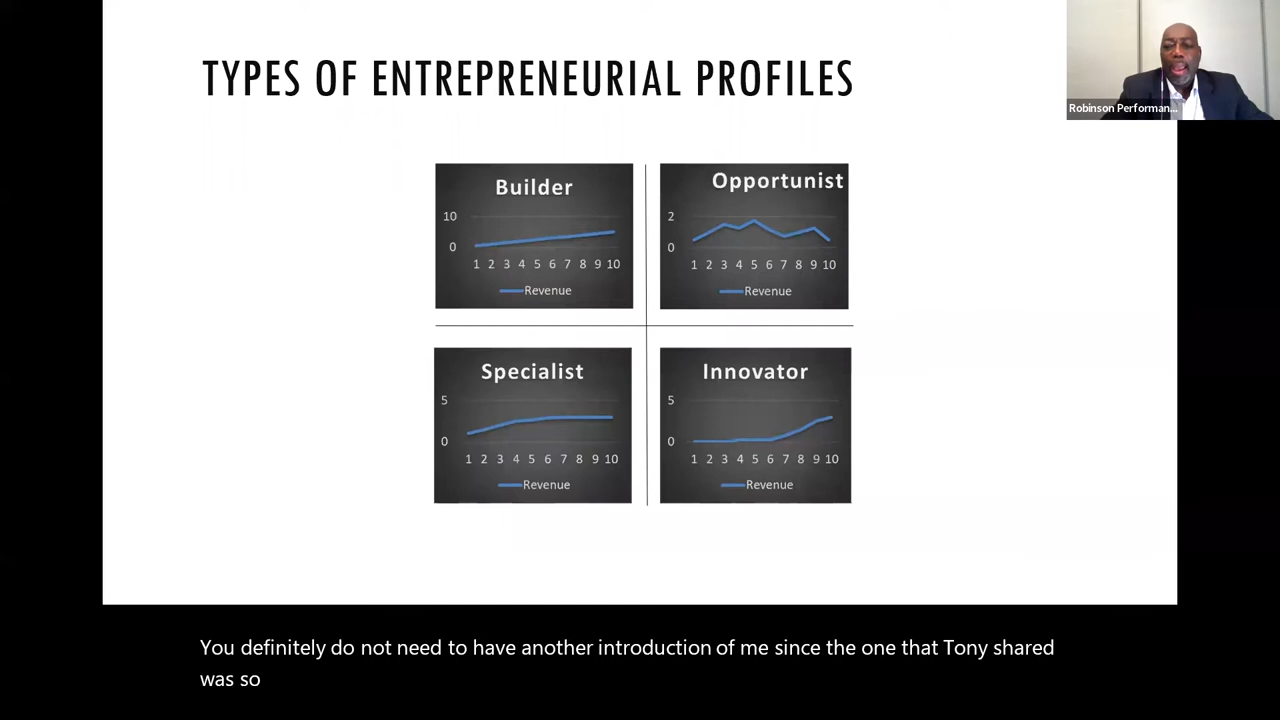 TYPES OF ENTREPRENEURIAL PROFILES
Robinson Performan...
Builder
10
0
1 2 3 4 5 6 7 8 9 10
Revenue
Opportunist
2
0
1 2 3 4 5 6 7 8 9 10
Revenue
Specialist
5
0
1 2 3 4 5 6 7 8 9 10
Revenue
Innovator
5
0
1 2 3 4 5 6 7 8 9 10
Revenue
You definitely do not need to have another introduction of me since the one that Tony shared
was so